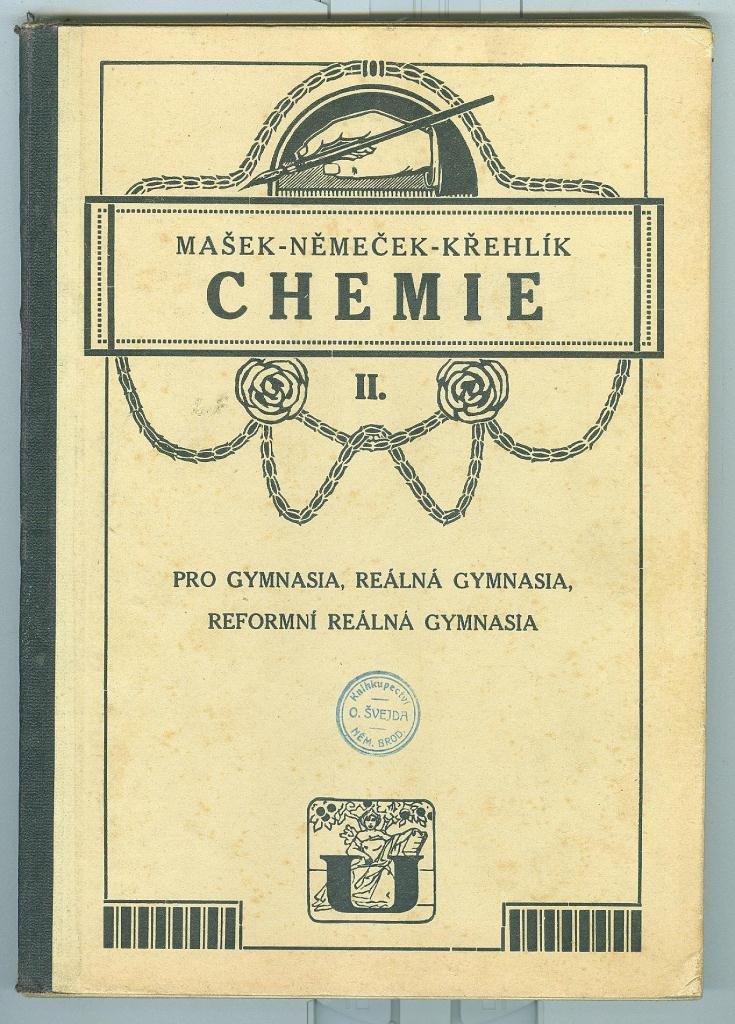 MAŠEK-NĚMEČEK-KŘEHLÍK
CHEMIE
II.
PRO GYMNASIA, REÁLNÁ GYMNASIA,
REFORMNÍ REÁLNÁ GYMNASIA
Knihkupectví
O. ŠVEJDA
NĚM. BROD.
U